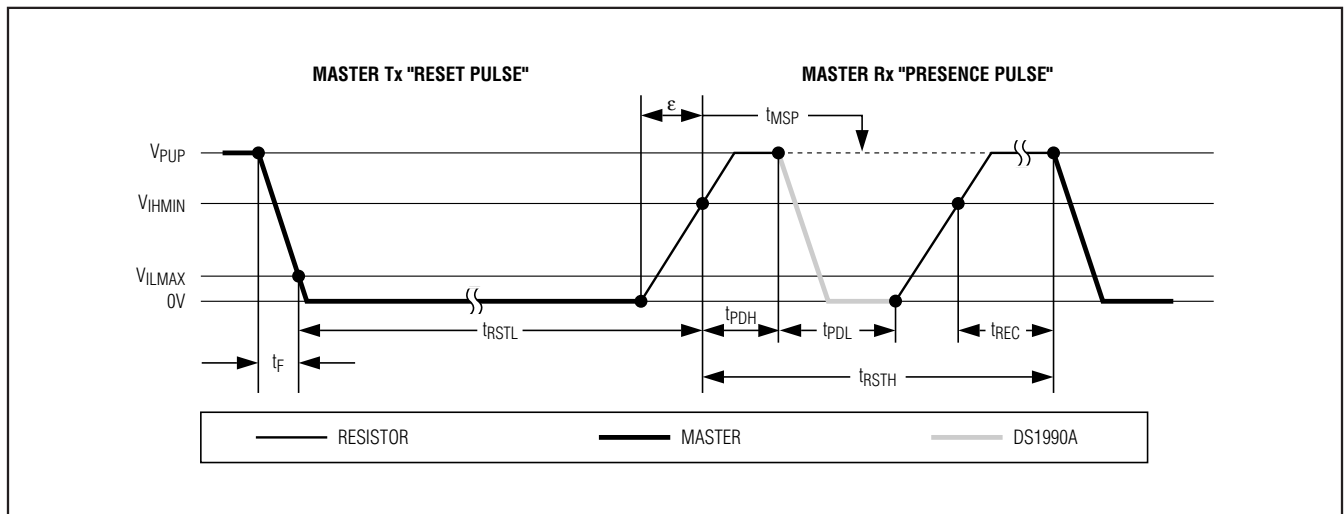 MASTER Tx "RESET PULSE" MASTER Rx "PRESENCE PULSE"
ε tMSP
VPUP
VIHMIN
VILMAX
0V
tRSTL tPDH tPDL tREC
tF tRSTH
RESISTOR MASTER DS1990A